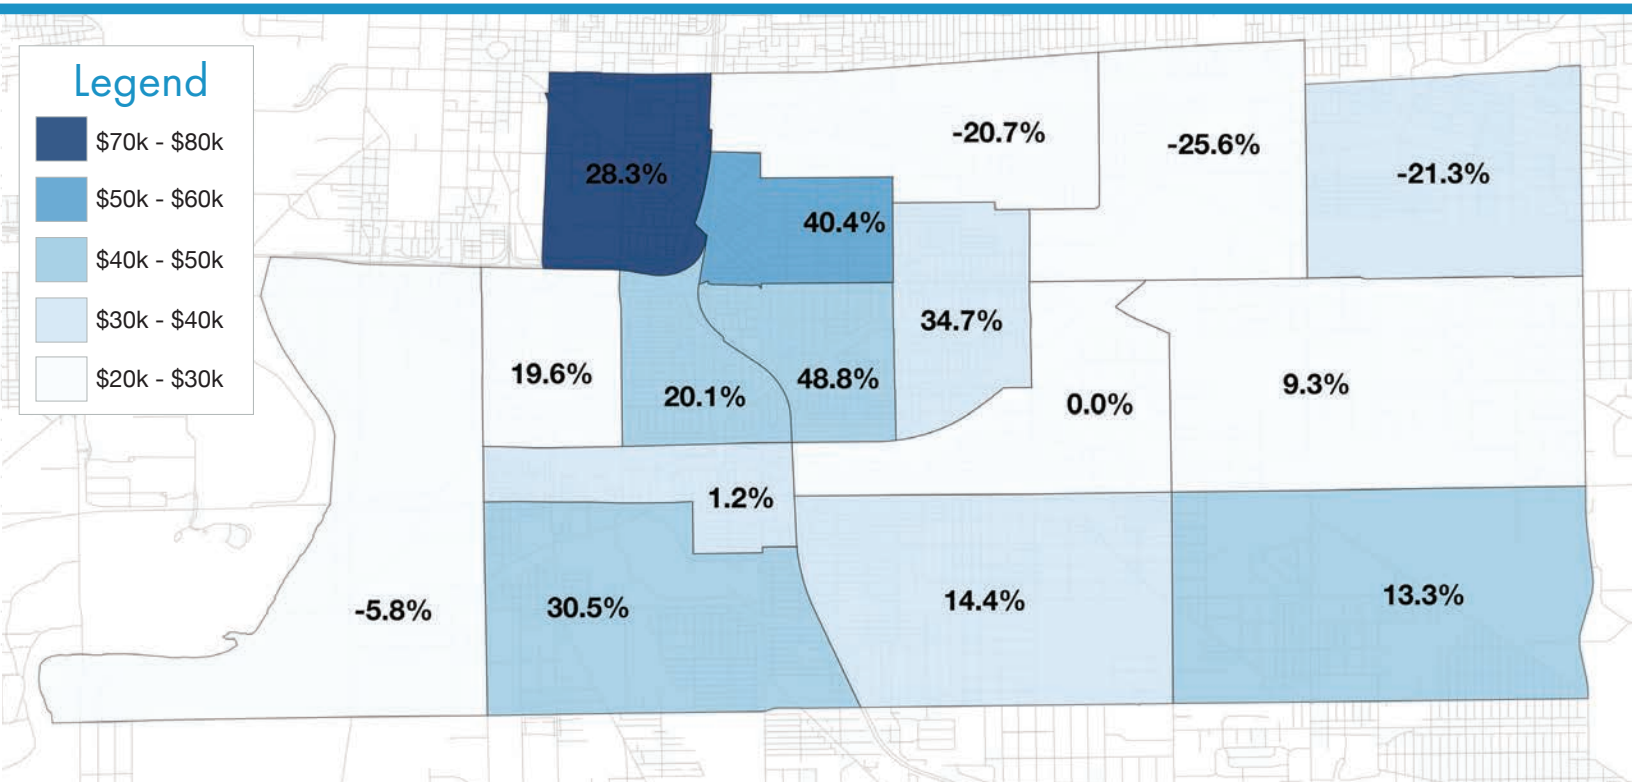 Legend
$70k - $80k
$50k - $60k
$40k - $50k
$30k - $40k
$20k - $30k
-20.7%
-25.6%
28.3%
-21.3%
40.4%
34.7%
19.6%
48.8%
9.3%
20.1%
0.0%
1.2%
-5.8%
30.5%
14.4%
13.3%